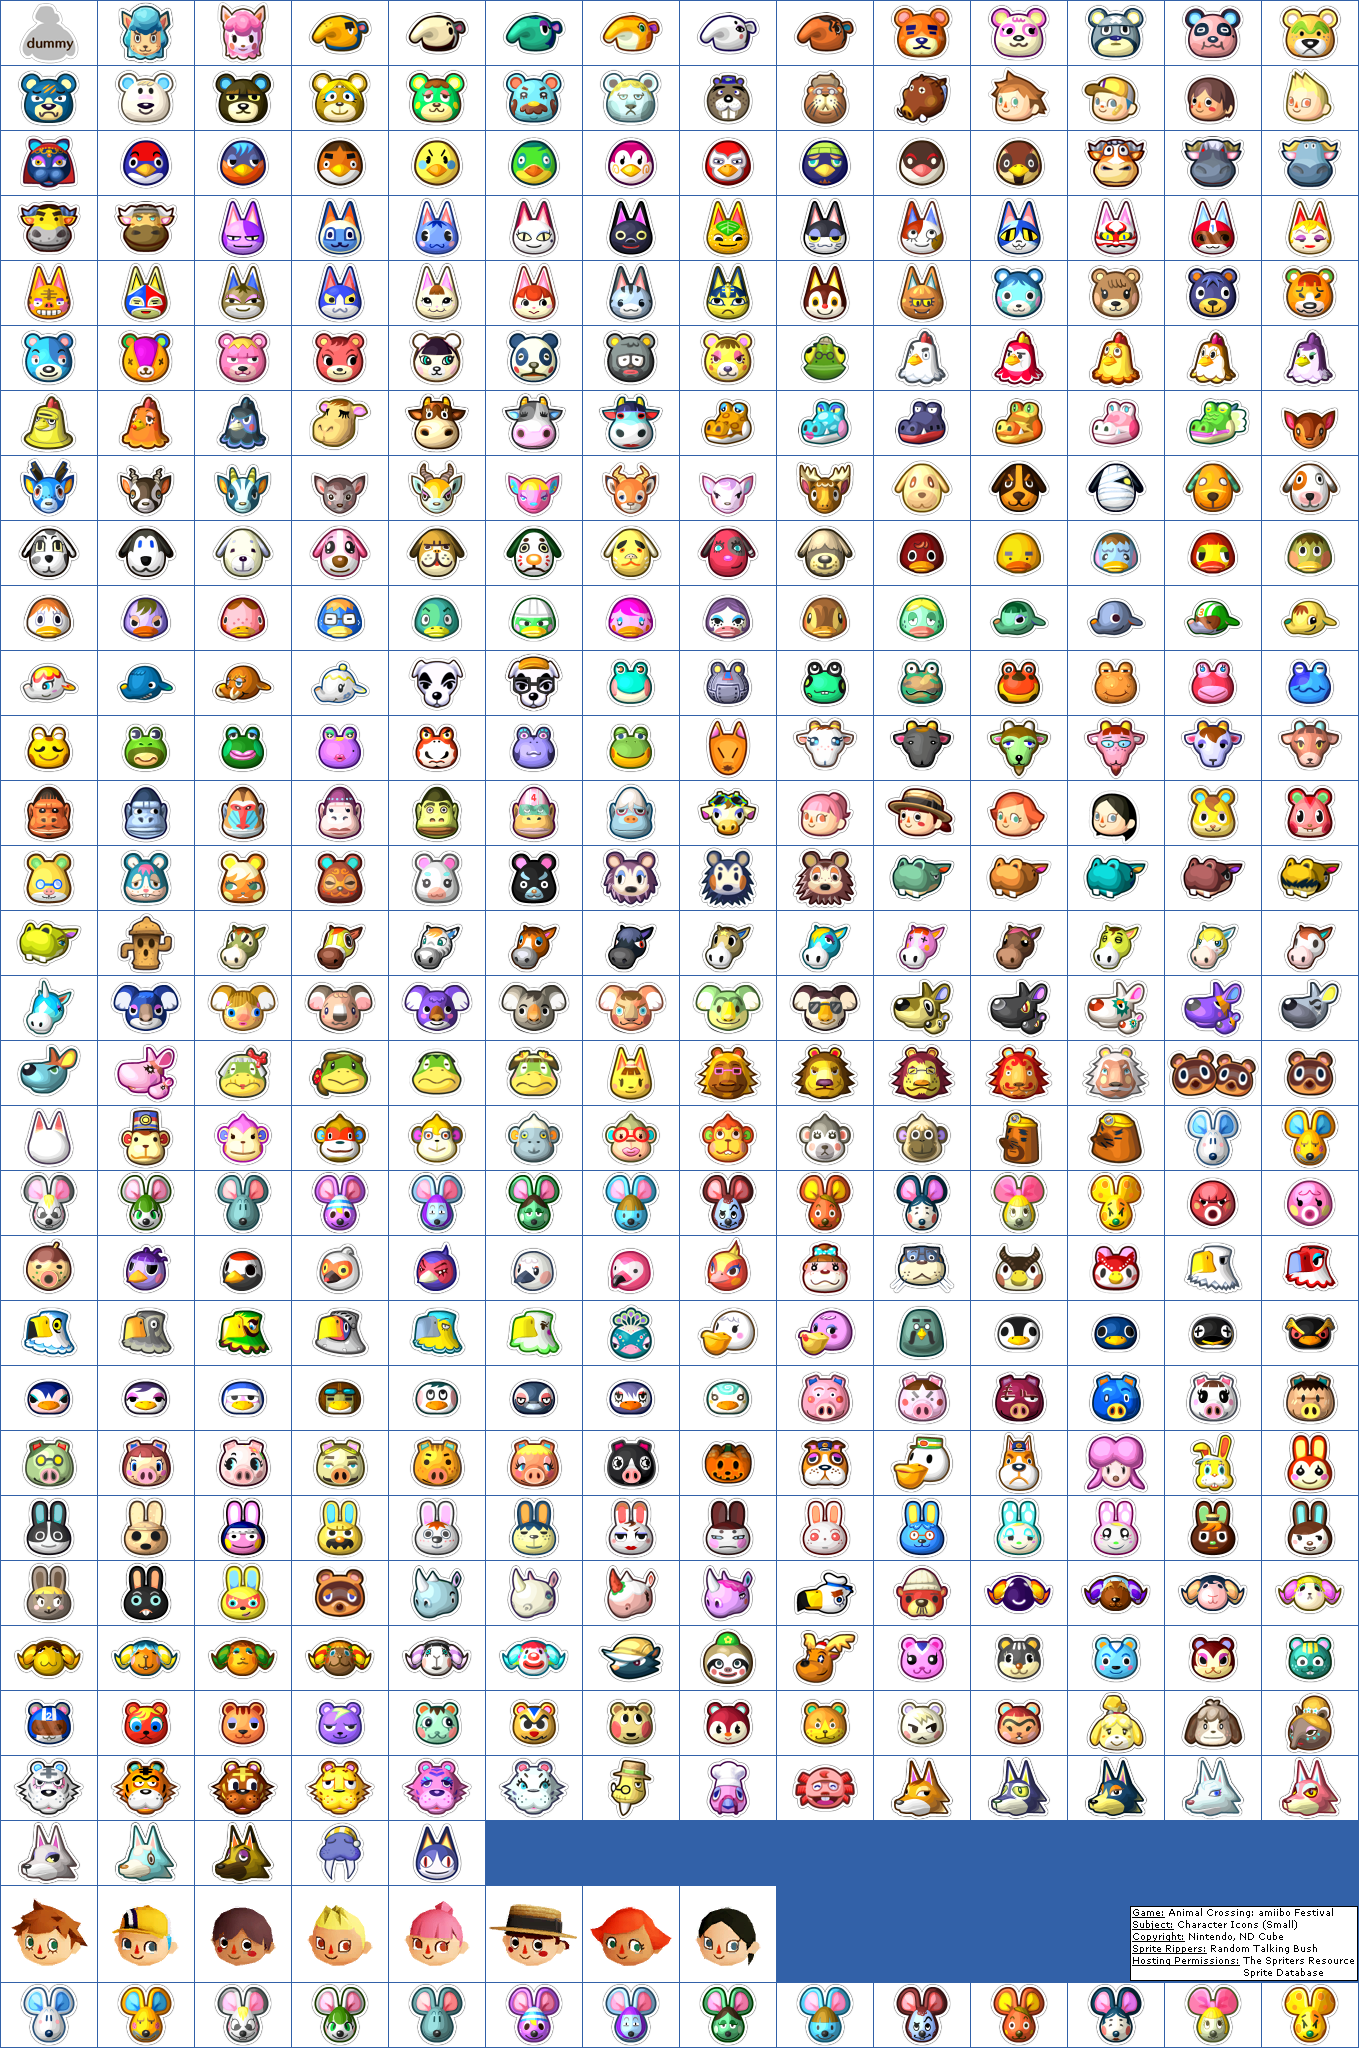 dummy
Game: Animal Crossing: amiibo Festival
Subject: Character Icons (Small)
Copyright: Nintendo, ND Cube
Sprite Rippers: Random Talking Bush
Hosting Permissions: The Spriters Resource
Sprite Database